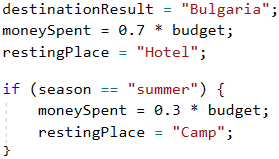 destinationResult = "Bulgaria";
moneySpent = 0.7 * budget;
restingPlace = "Hotel";
if (season == "summer") {
moneySpent = 0.3 * budget;
restingPlace = "Camp";
}